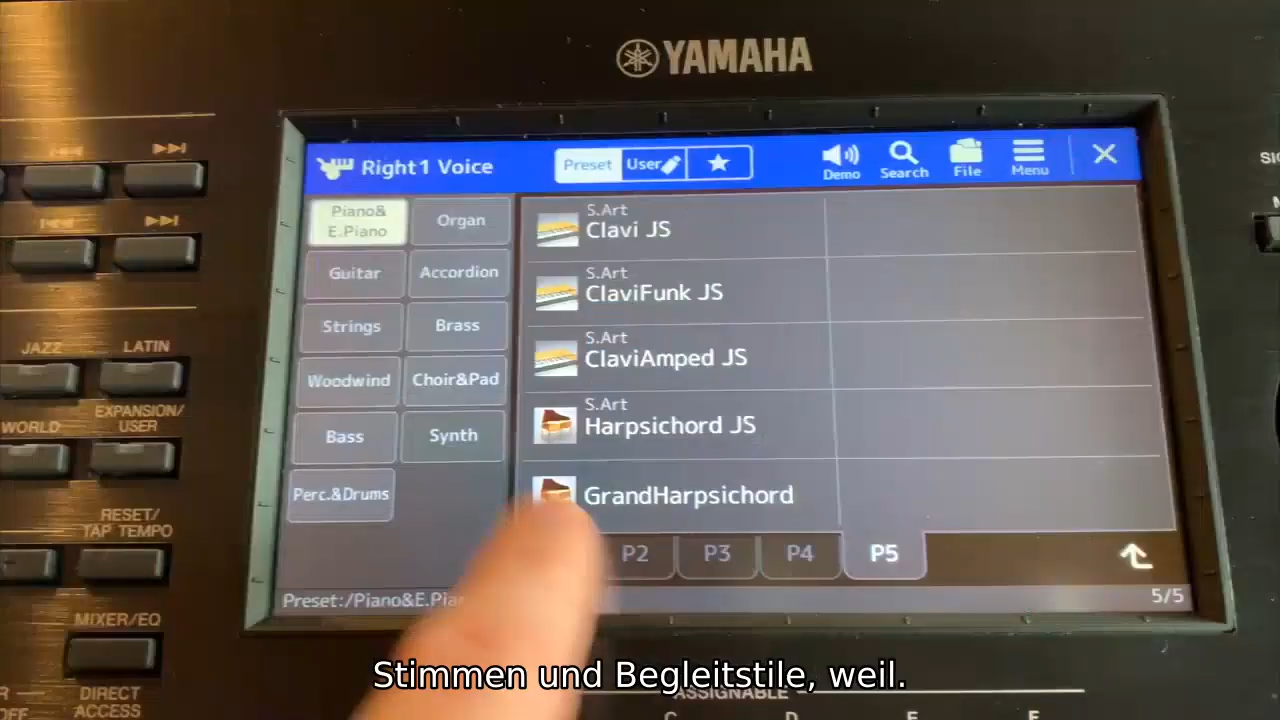 YAMAHA
Right1 Voice
Preset
User
Demo
Search
File
Menu
Piano&
E.Piano
Organ
Guitar
Accordion
Strings
Brass
Woodwind
Choir&Pad
Bass
Synth
Perc.&Drums
S.Art
Clavi JS
S.Art
ClaviFunk JS
S.Art
ClaviAmped JS
S.Art
Harpsichord JS
GrandHarpsichord
P2
P3
P4
P5
Preset:/Piano&E.Pia
5/5
JAZZ
LATIN
WORLD
EXPANSION/
USER
RESET/
TAP TEMPO
MIXER/EQ
DIRECT
ACCESS
ASSIGNABLE
Stimmen und Begleitstile, weil.